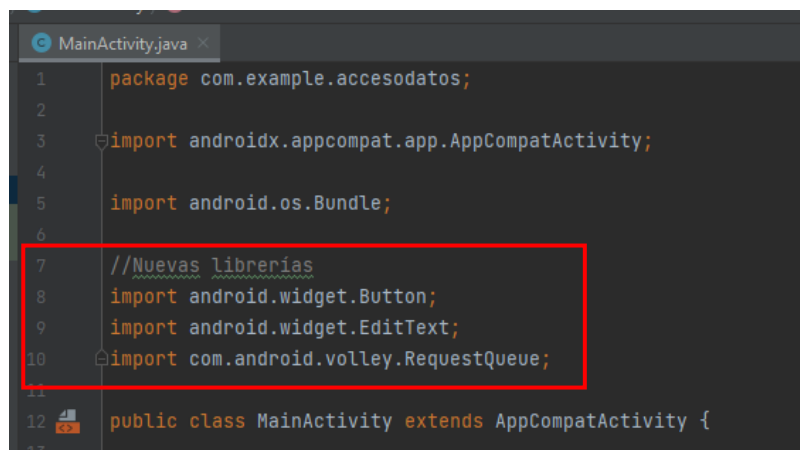 MainActivity.java
1 package com.example.accesodatos;
2
3 import androidx.appcompat.app.AppCompatActivity;
4
5 import android.os.Bundle;
6
7 //Nuevas librerías
8 import android.widget.Button;
9 import android.widget.EditText;
10 import com.android.volley.RequestQueue;
11
12 public class MainActivity extends AppCompatActivity {
13